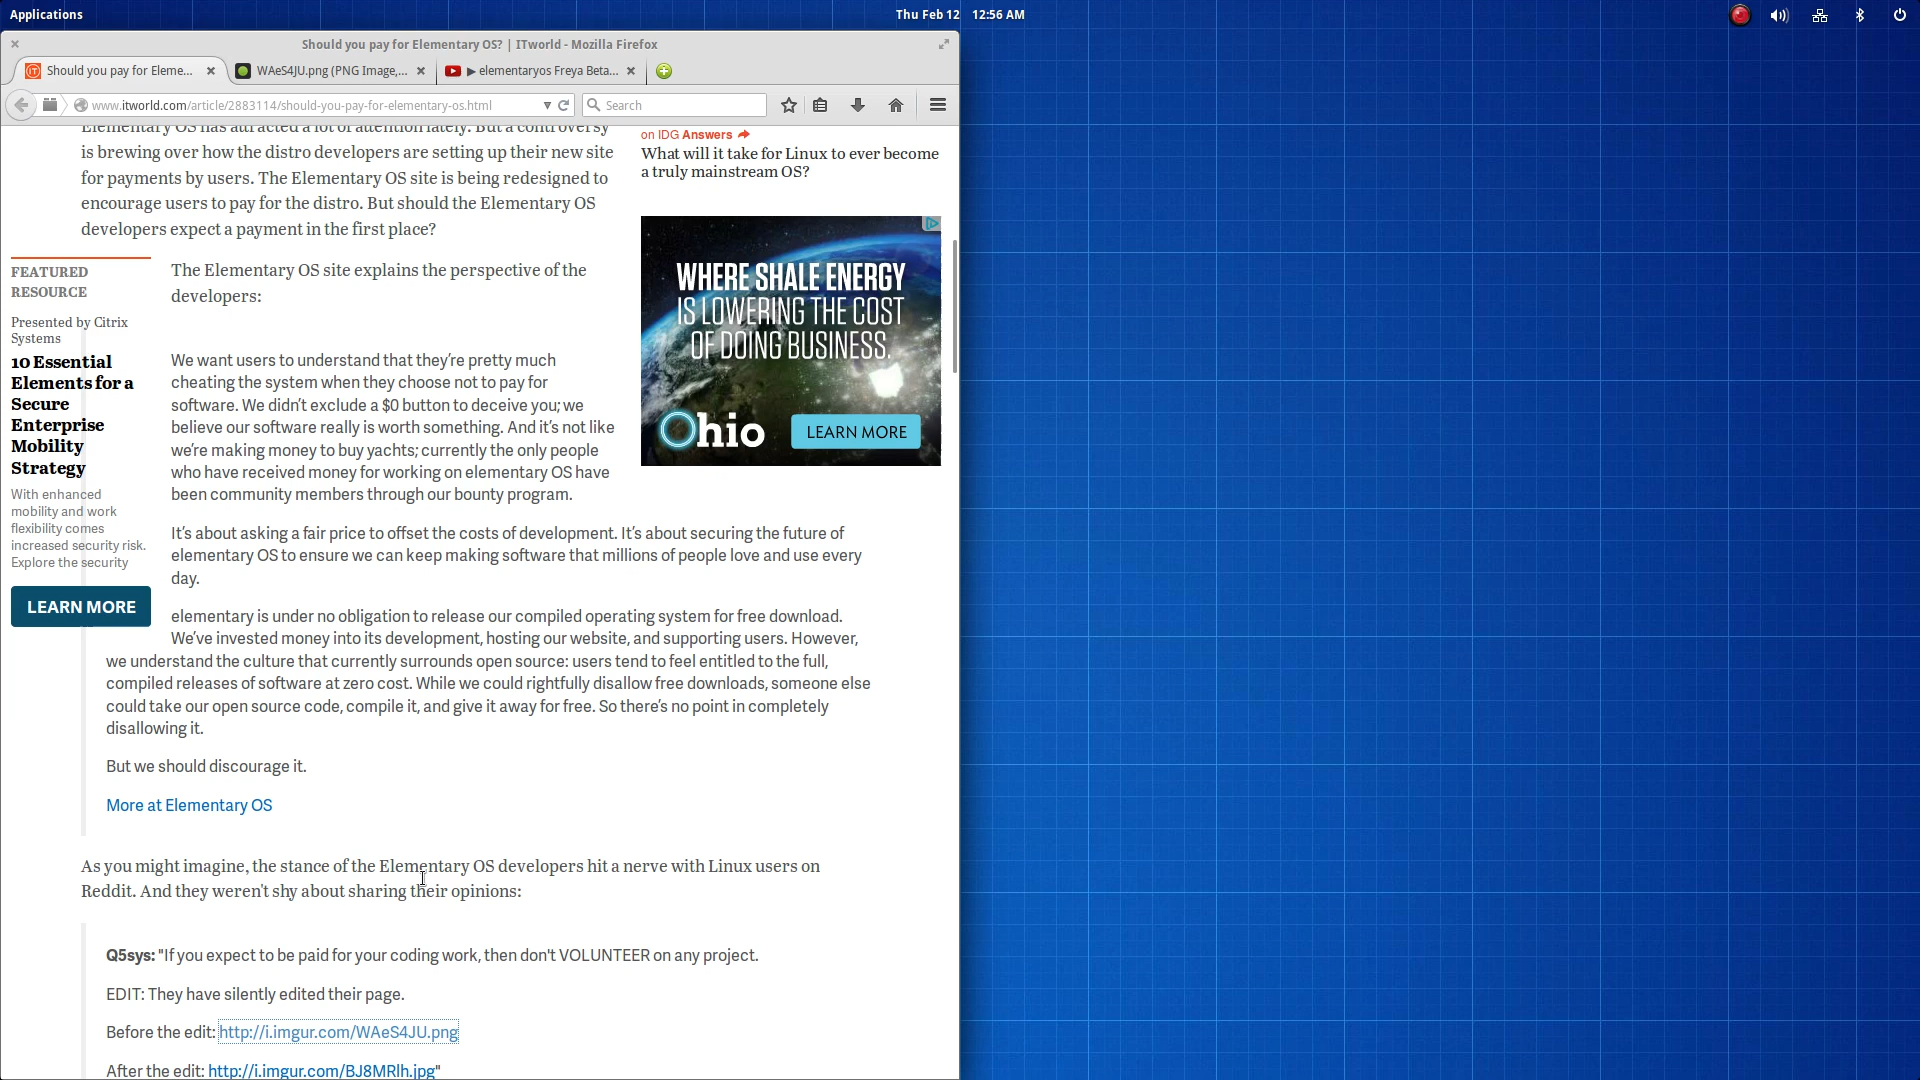 Applications
Thu Feb 12 12:56 AM
Should you pay for Elementary OS? | ITworld - Mozilla Firefox
Should you pay for Eleme...
WAeS4JU.png (PNG Image,...
▶ elementaryos Freya Beta...
www.itworld.com/article/2883114/should-you-pay-for-elementary-os.html
Search
Elementary OS has attracted a lot of attention lately. But a controversy
is brewing over how the distro developers are setting up their new site
for payments by users. The Elementary OS site is being redesigned to
encourage users to pay for the distro. But should the Elementary OS
developers expect a payment in the first place?
on IDG Answers
What will it take for Linux to ever become
a truly mainstream OS?
WHERE SHALE ENERGY
IS LOWERING THE COST
OF DOING BUSINESS.
Ohio
LEARN MORE
FEATURED
RESOURCE
Presented by Citrix
Systems
10 Essential
Elements for a
Secure
Enterprise
Mobility
Strategy
With enhanced
mobility and work
flexibility comes
increased security risk.
Explore the security
LEARN MORE
The Elementary OS site explains the perspective of the
developers:
We want users to understand that they're pretty much
cheating the system when they choose not to pay for
software. We didn't exclude a $0 button to deceive you; we
believe our software really is worth something. And it's not like
we're making money to buy yachts; currently the only people
who have received money for working on elementary OS have
been community members through our bounty program.
It's about asking a fair price to offset the costs of development. It's about securing the future of
elementary OS to ensure we can keep making software that millions of people love and use every
day.
elementary is under no obligation to release our compiled operating system for free download.
We've invested money into its development, hosting our website, and supporting users. However,
we understand the culture that currently surrounds open source: users tend to feel entitled to the full,
compiled releases of software at zero cost. While we could rightfully disallow free downloads, someone else
could take our open source code, compile it, and give it away for free. So there's no point in completely
disallowing it.
But we should discourage it.
More at Elementary OS
As you might imagine, the stance of the Elementary OS developers hit a nerve with Linux users on
Reddit. And they weren't shy about sharing their opinions:
Q5sys: "If you expect to be paid for your coding work, then don't VOLUNTEER on any project.
EDIT: They have silently edited their page.
Before the edit: http://i.imgur.com/WAeS4JU.png
After the edit: http://i.imgur.com/BJ8MRlh.jpg"